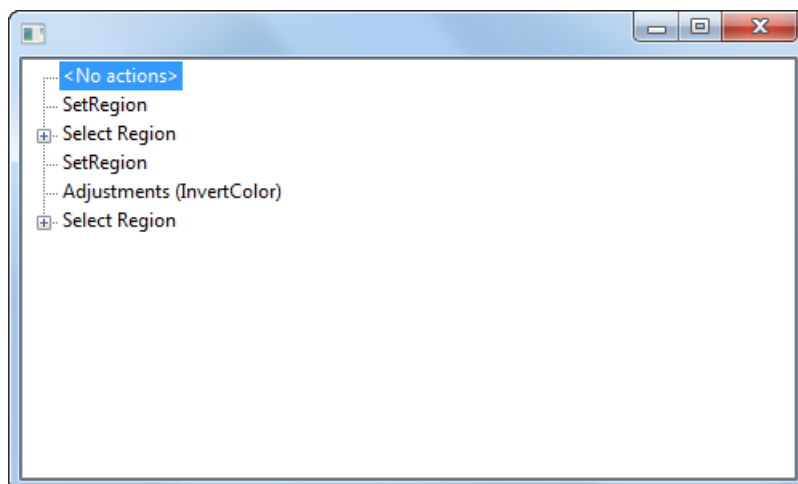 <No actions>
SetRegion
Select Region
SetRegion
Adjustments (InvertColor)
Select Region